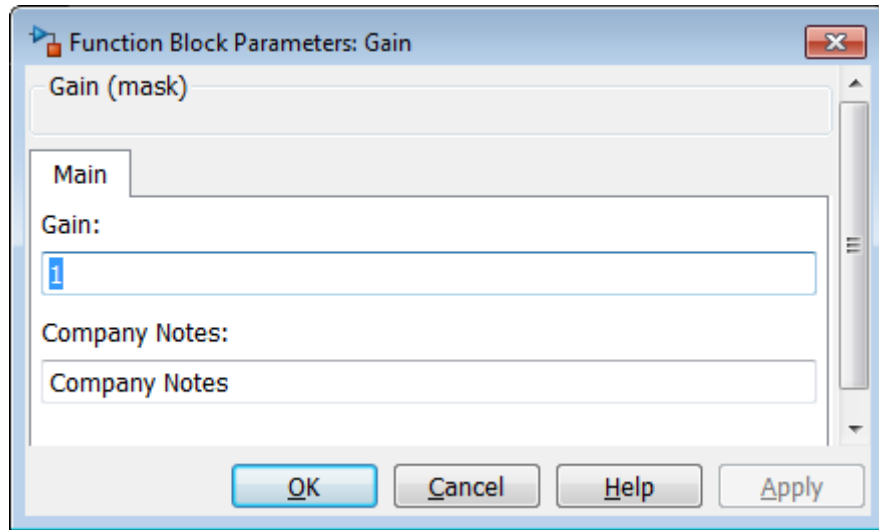 Function Block Parameters: Gain
Gain (mask)
Main
Gain:
1
Company Notes:
Company Notes
OK Cancel Help Apply